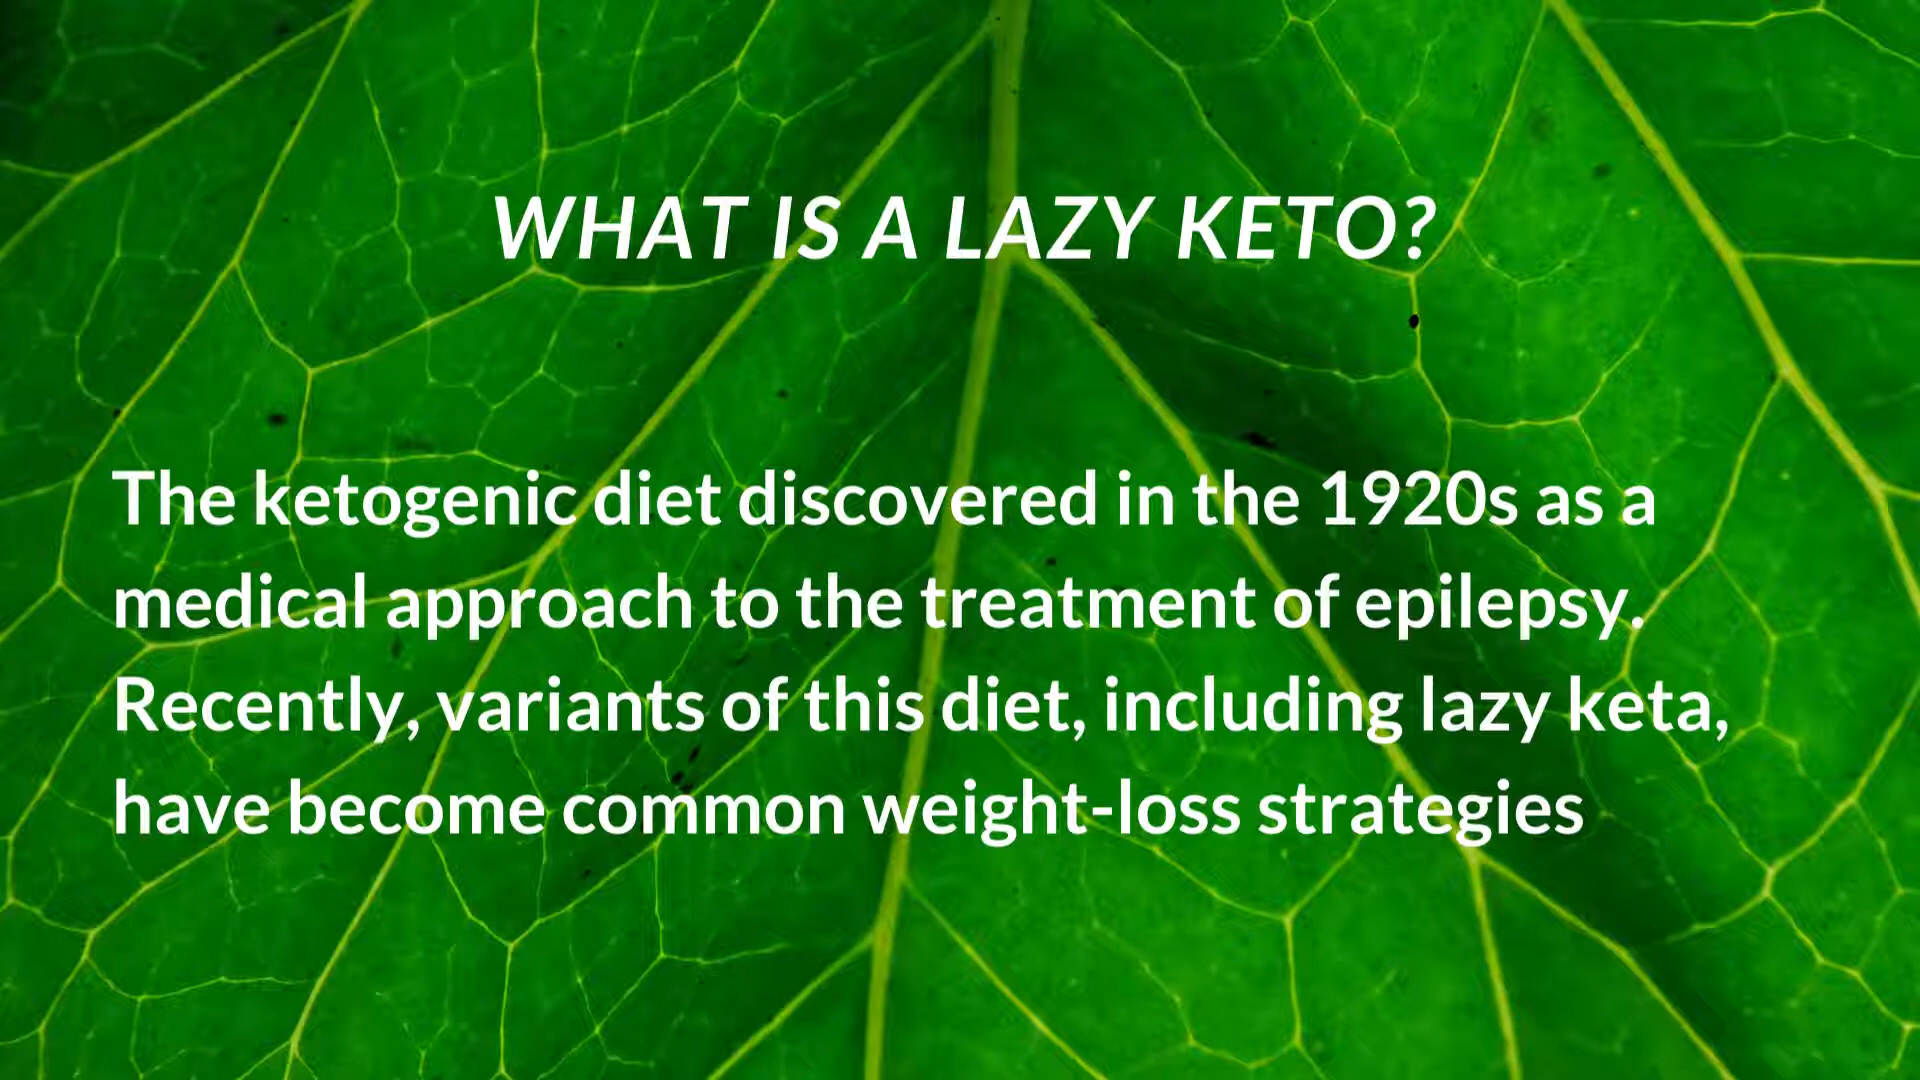 WHAT IS A LAZY KETO?
The ketogenic diet discovered in the 1920s as a
medical approach to the treatment of epilepsy.
Recently, variants of this diet, including lazy keta,
have become common weight-loss strategies